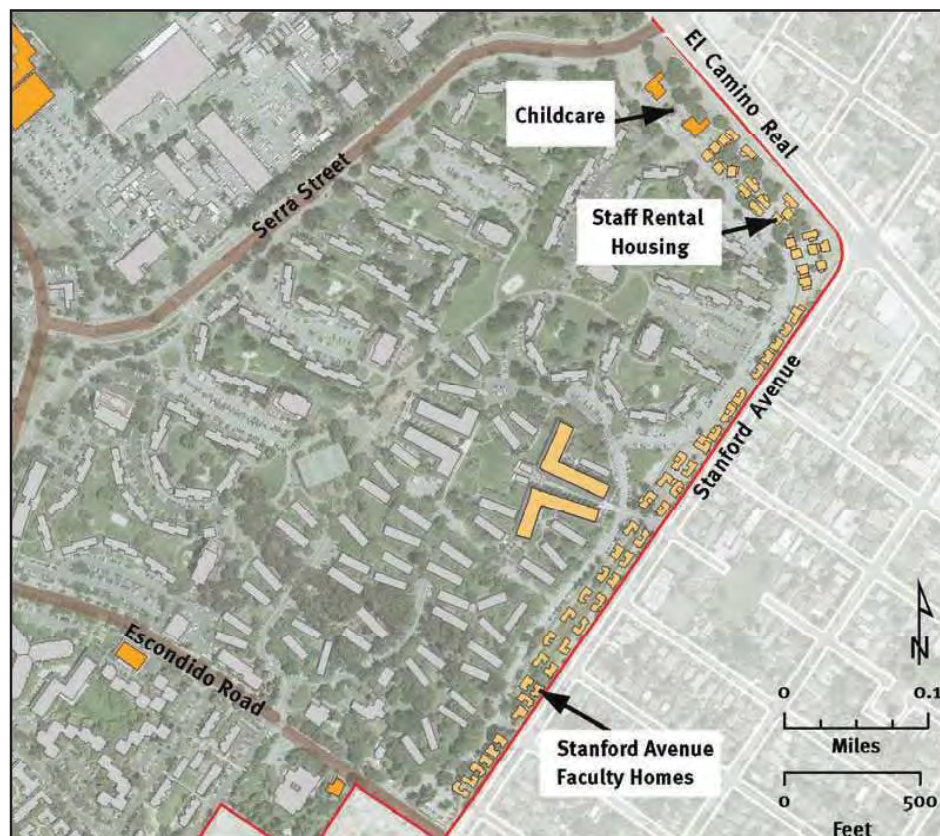 El Camino Real
Childcare
Serra Street
Staff Rental
Housing
Stanford Avenue
Escondido Road
Stanford Avenue
Faculty Homes
N
0 0.1
Miles
0 500
Feet